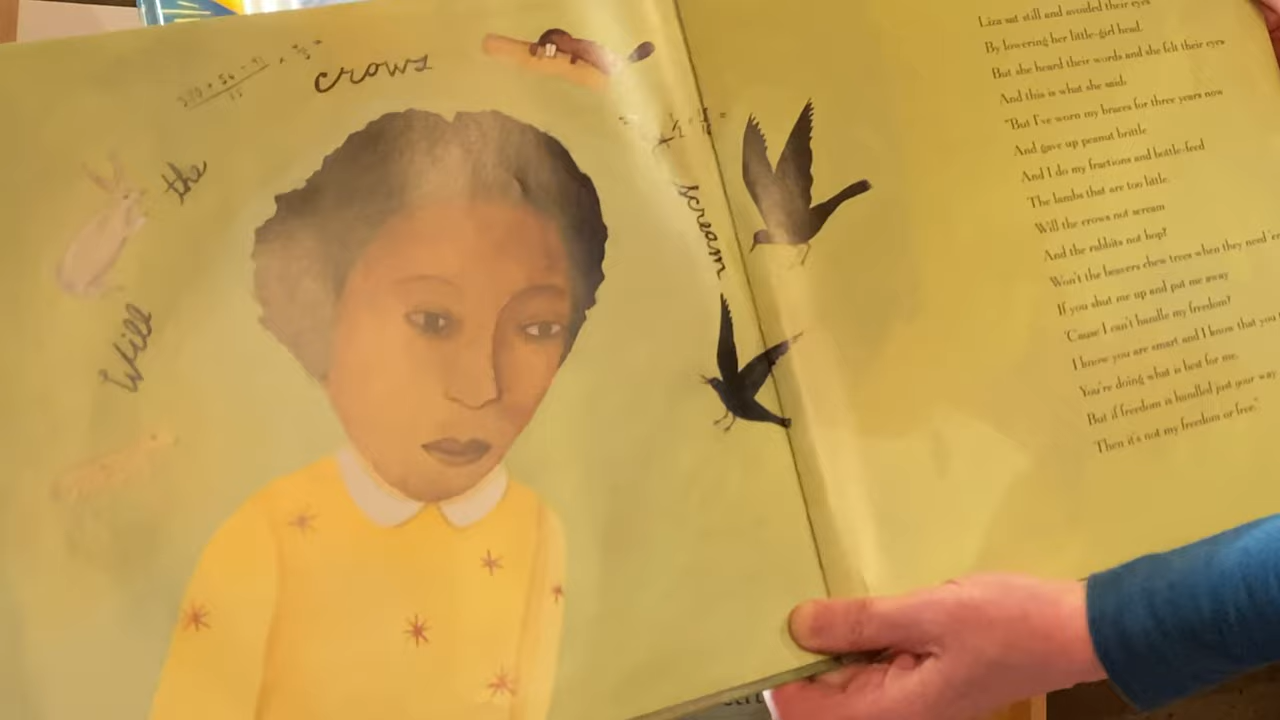 crows
the
scream
Will
Liza sat still and avoided their eyes
By lowering her little-girl head.
But she heard their words and she felt their eyes
And this is what she said:
"But I've worn my braces for three years now
And gave up peanut brittle
And I do my fractions and bottle-feed
The lambs that are too little.
Will the crows not scream
And the rabbits not hop?
Won't the beavers chew trees when they need
If you shut me up and put me away
'Cause I can't handle my freedom?
I know you are smart and I know that you
You're doing what is best for me.
But if freedom is handled just your way
Then it's not my freedom or free."